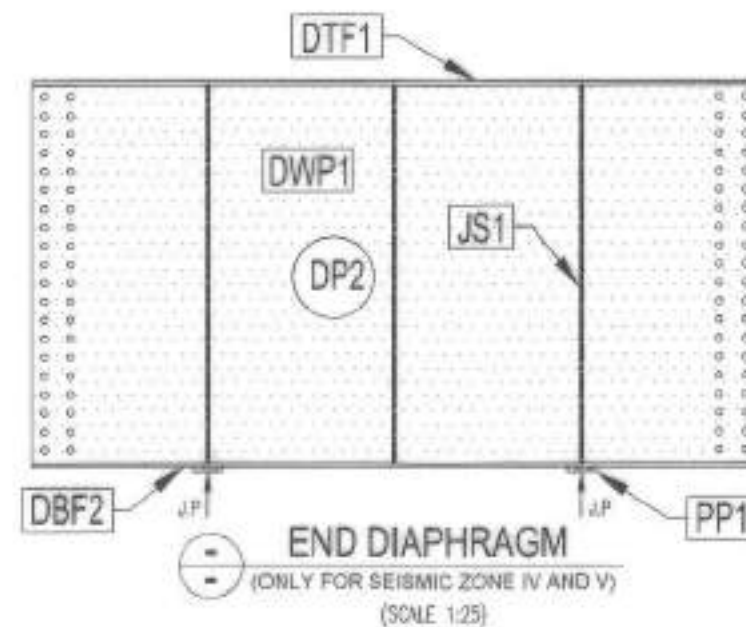 DTF1
DWP1
JS1
DP2
DBF2
J.P
J.P
PP1
END DIAPHRAGM
(ONLY FOR SEISMIC ZONE IV AND V)
(SCALE 1:25)